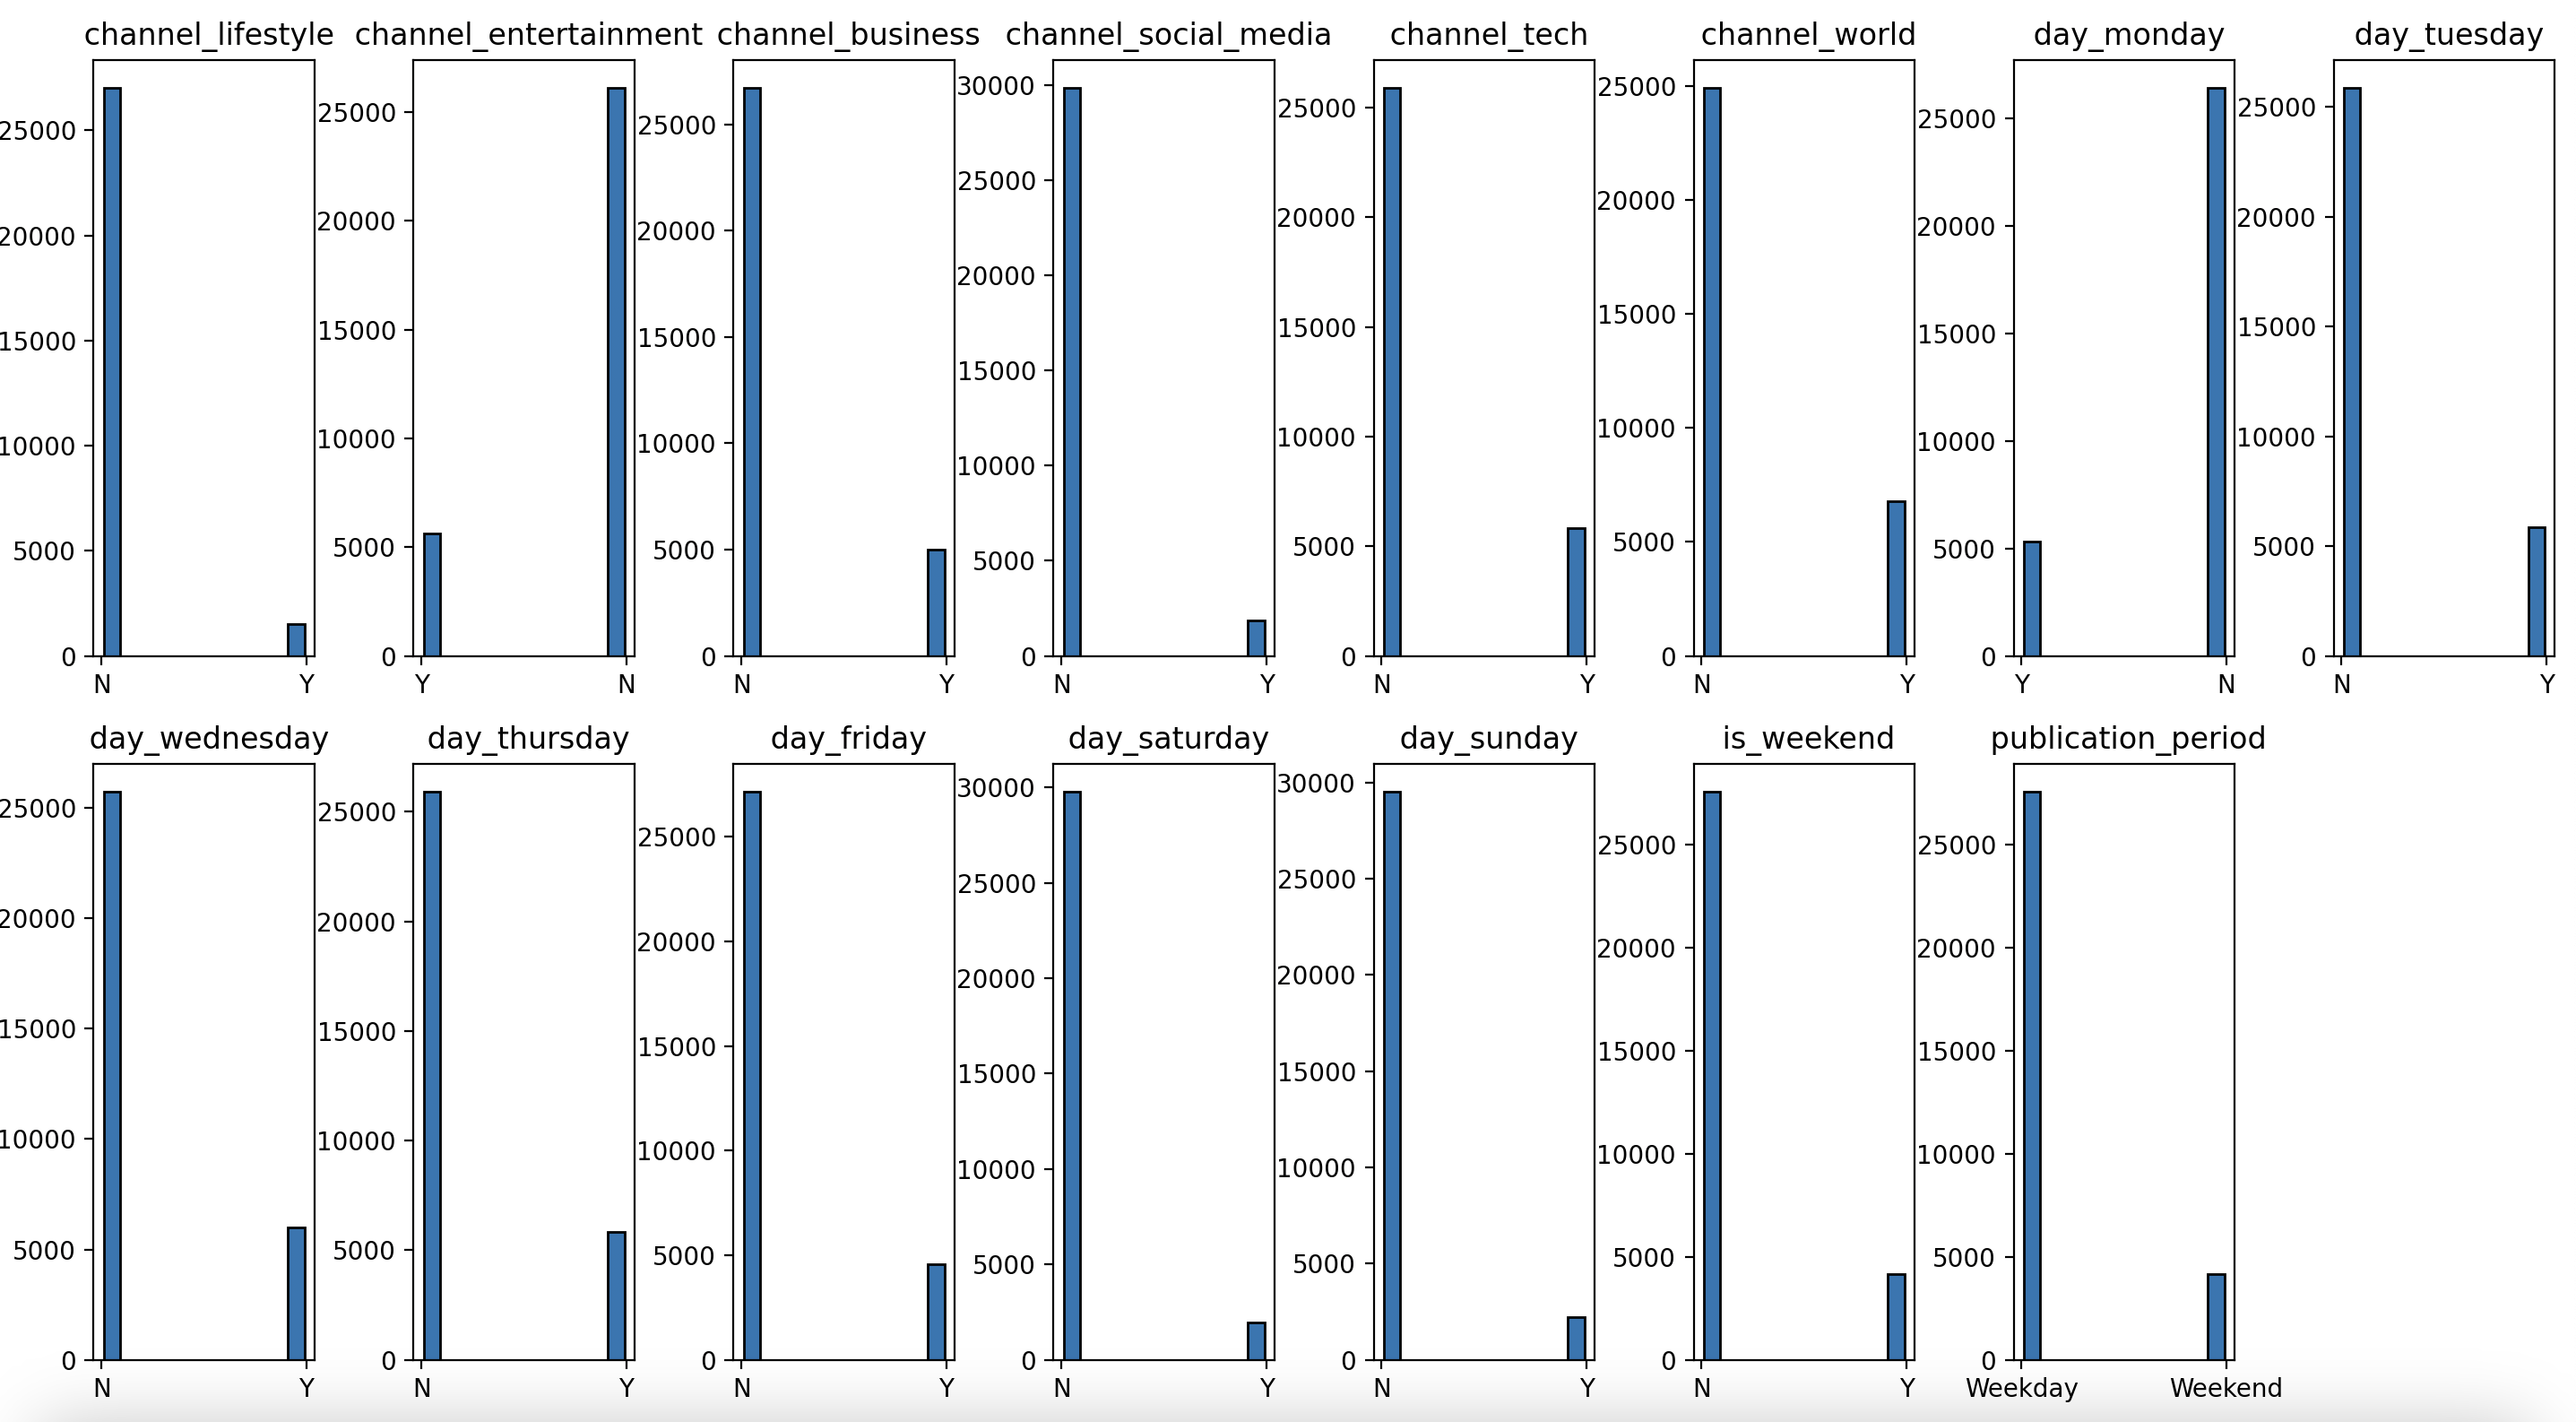 channel_lifestyle channel_entertainment channel_business channel_social_media channel_tech channel_world day_monday day_tuesday
25000 20000 15000 10000 5000 0
N Y
25000 20000 15000 10000 5000 0
Y N
25000 20000 15000 10000 5000 0
N Y
30000 25000 20000 15000 10000 5000 0
N Y
25000 20000 15000 10000 5000 0
N Y
25000 20000 15000 10000 5000 0
N Y
25000 20000 15000 10000 5000 0
Y N
25000 20000 15000 10000 5000 0
N Y
day_wednesday day_thursday day_friday day_saturday day_sunday is_weekend publication_period
25000 20000 15000 10000 5000 0
N Y
25000 20000 15000 10000 5000 0
N Y
25000 20000 15000 10000 5000 0
N Y
30000 25000 20000 15000 10000 5000 0
N Y
30000 25000 20000 15000 10000 5000 0
N Y
25000 20000 15000 10000 5000 0
N Y
25000 20000 15000 10000 5000 0
Weekday Weekend